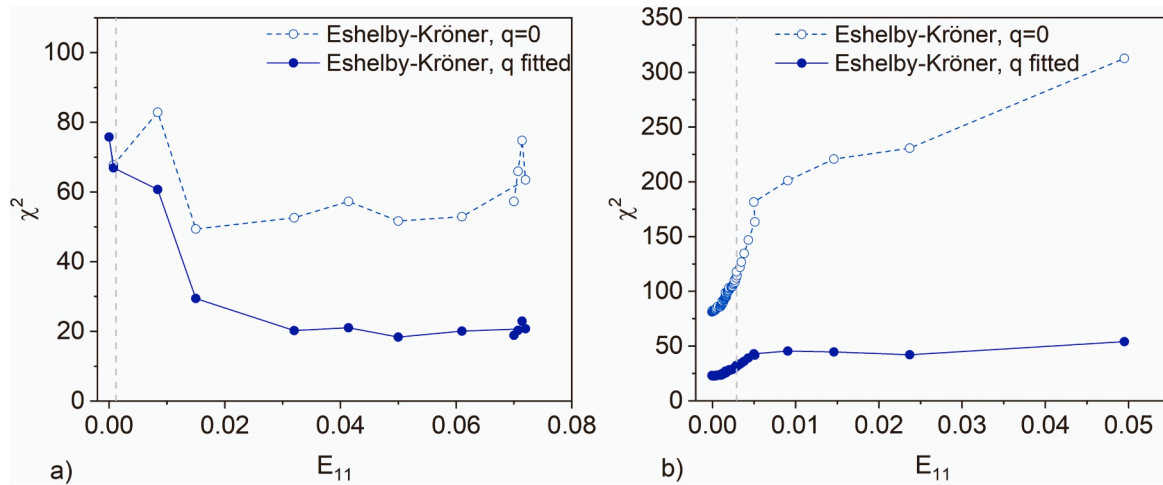 Eshelby-Kröner, q=0
Eshelby-Kröner, q fitted
100
80
60
40
20
0
χ²
0.00 0.02 0.04 0.06 0.08
E₁₁
a)
Eshelby-Kröner, q=0
Eshelby-Kröner, q fitted
350
300
250
200
150
100
50
0
χ²
0.00 0.01 0.02 0.03 0.04 0.05
E₁₁
b)